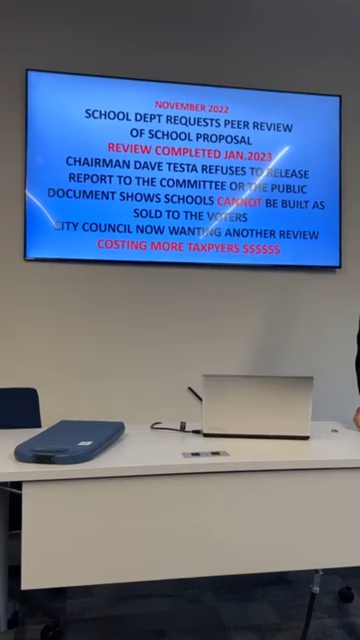 NOVEMBER 2022
SCHOOL DEPT REQUESTS PEER REVIEW
OF SCHOOL PROPOSAL
REVIEW COMPLETED JAN.2023
CHAIRMAN DAVE TESTA REFUSES TO RELEASE
REPORT TO THE COMMITTEE OR THE PUBLIC
DOCUMENT SHOWS SCHOOLS CANNOT BE BUILT AS
SOLD TO THE VOTERS
CITY COUNCIL NOW WANTING ANOTHER REVIEW
COSTING MORE TAXPYERS $$$$$$